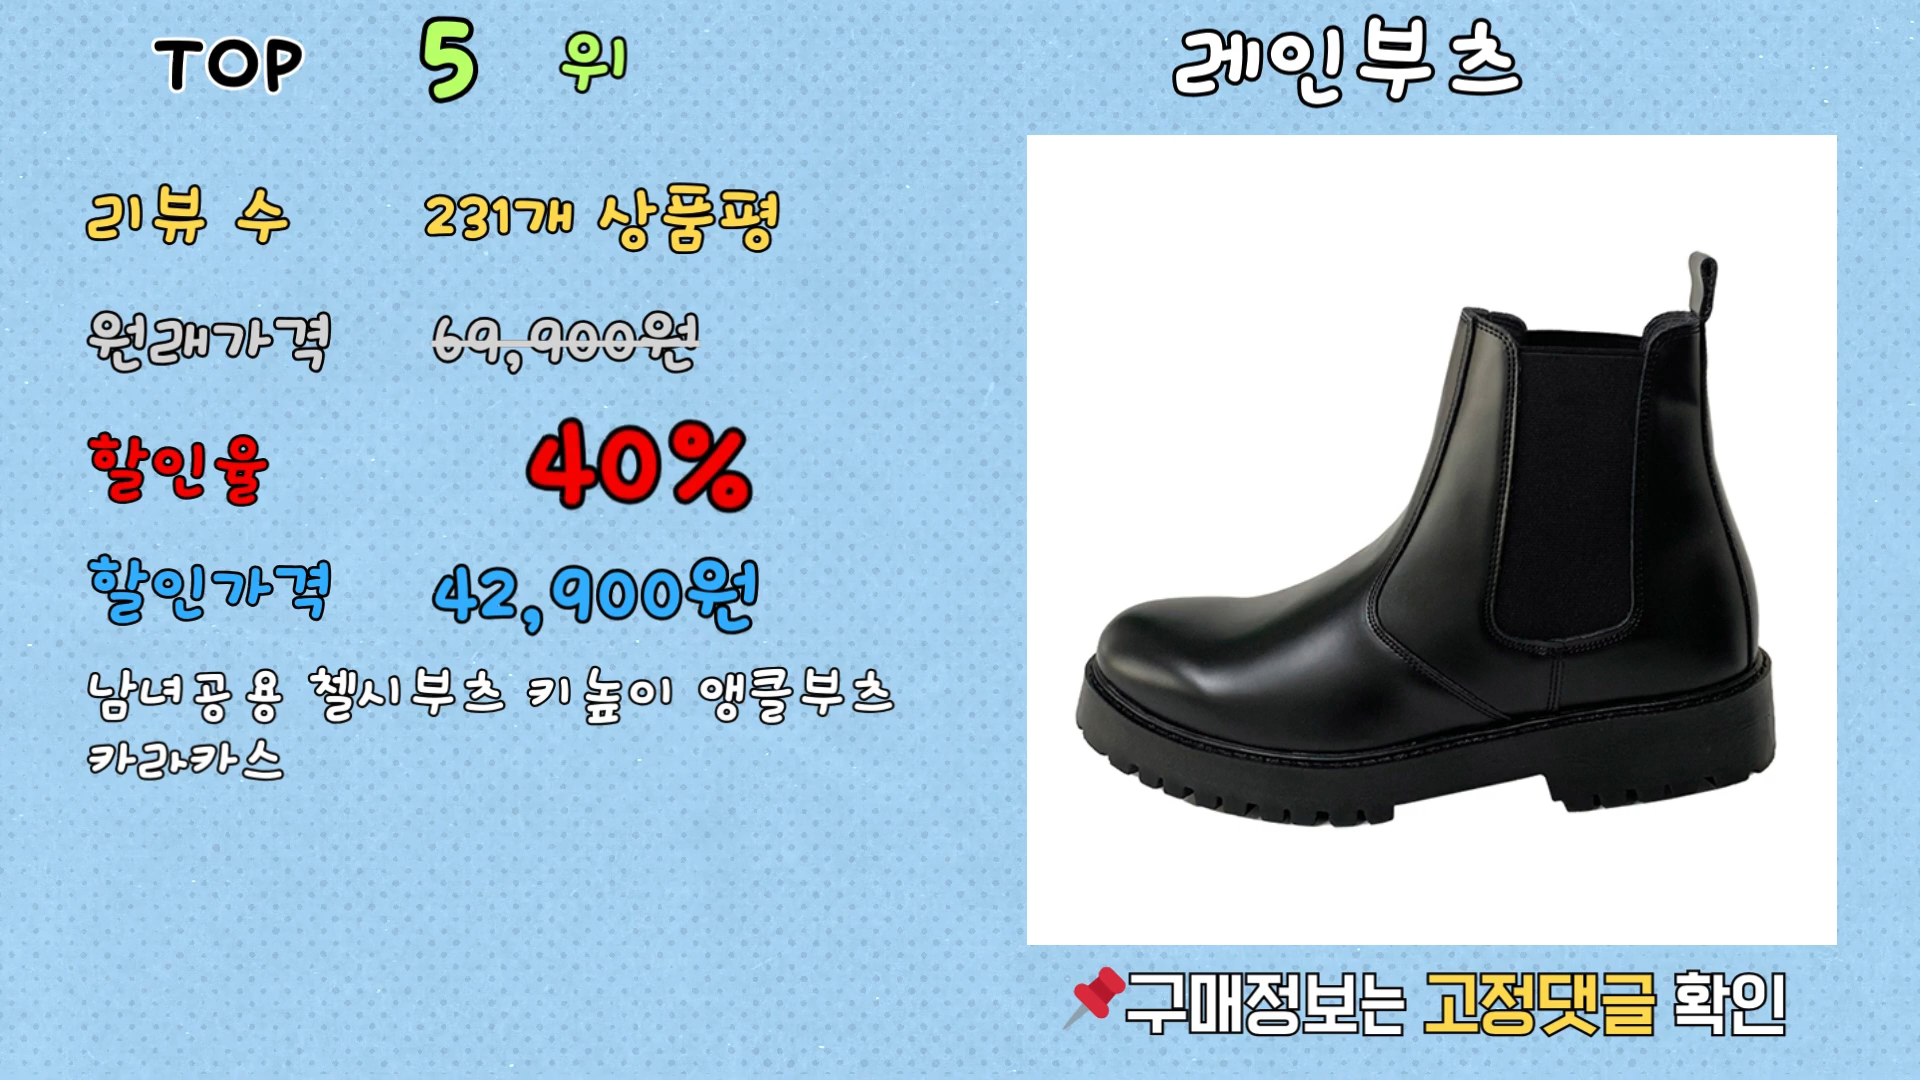 TOP 5 위
레인부츠
리뷰 수 231개 상품평
원래가격 69,900원
할인율 40%
할인가격 42,900원
남녀공용 첼시부츠 키높이 앵클부츠
카라카스
📌구매정보는 고정댓글 확인